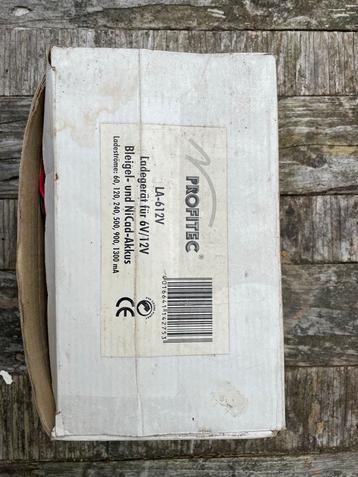 PROFITEC®
LA-612V
Ladegerät für 6V/12V
Bleigel- und NiCad-Akkus
Ladeströme: 60, 120, 240, 500, 900, 1300 mA
0016641142753
CE